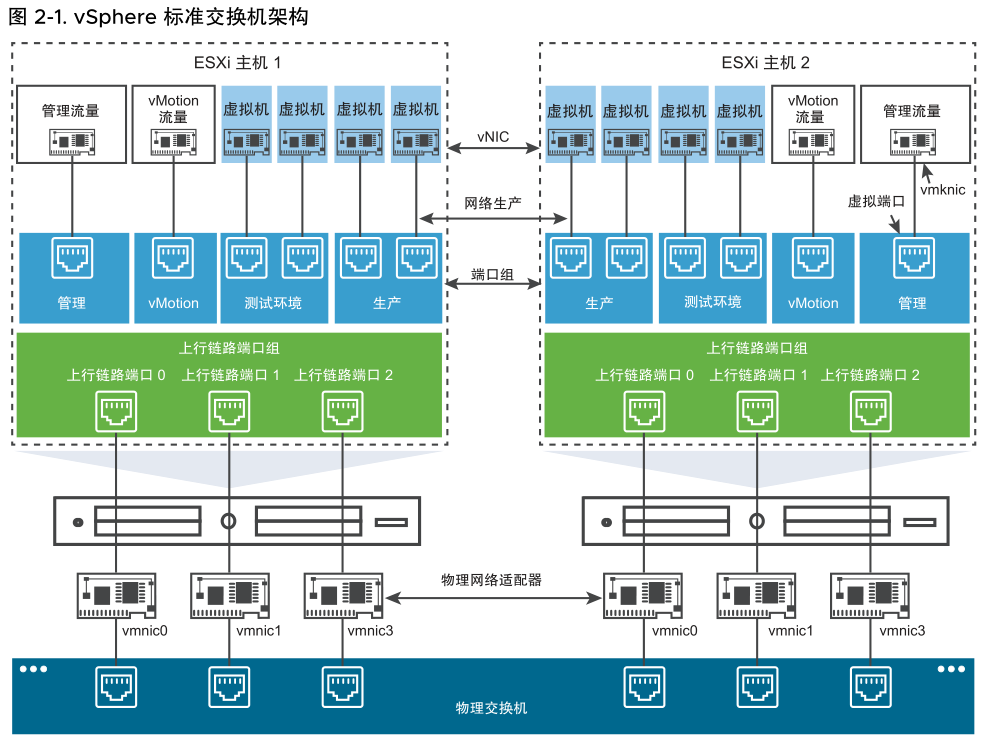 图 2-1. vSphere 标准交换机架构
ESXi 主机 1
ESXi 主机 2
管理流量
vMotion
流量
虚拟机
虚拟机
虚拟机
虚拟机
vNIC
虚拟机
虚拟机
虚拟机
虚拟机
vMotion
流量
管理流量
vmknic
网络生产
虚拟端口
管理
vMotion
测试环境
生产
端口组
生产
测试环境
vMotion
管理
上行链路端口组
上行链路端口 0
上行链路端口 1
上行链路端口 2
上行链路端口组
上行链路端口 0
上行链路端口 1
上行链路端口 2
物理网络适配器
vmnic0
vmnic1
vmnic3
vmnic0
vmnic1
vmnic3
物理交换机